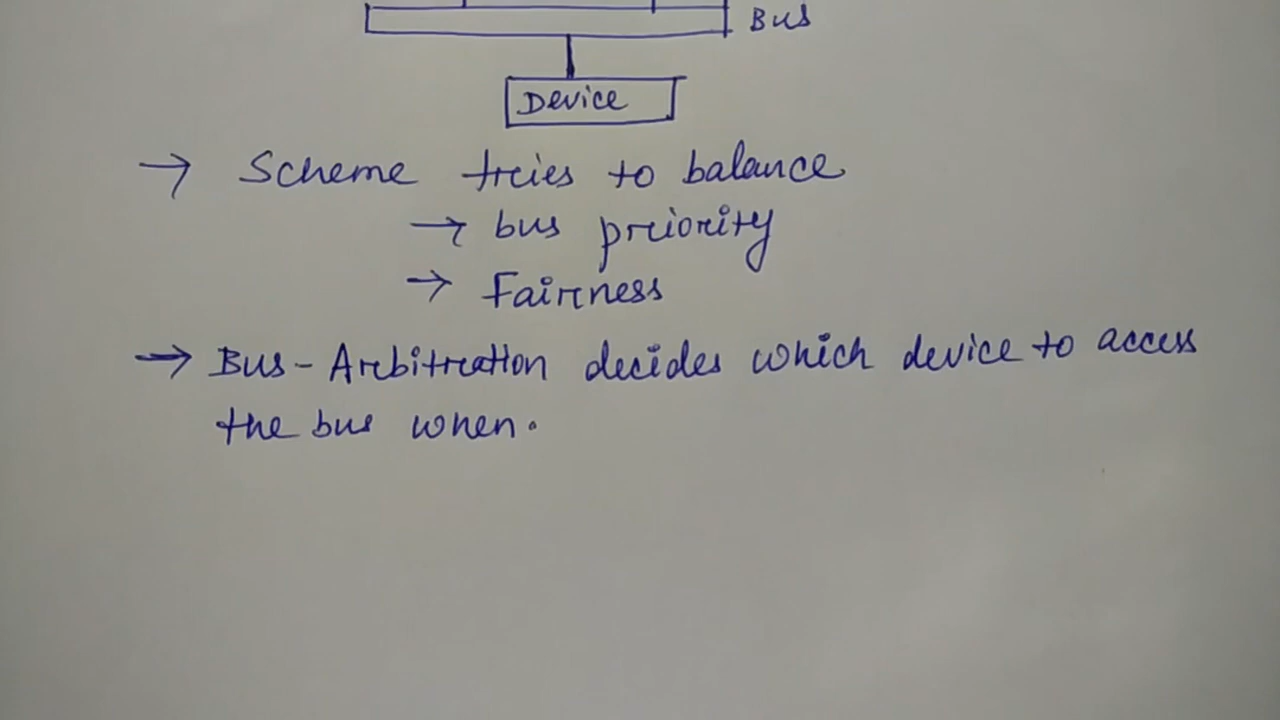 Bus
Device
→ Scheme tries to balance
→ bus priority
→ Fairness
→ Bus-Arbitration decides which device to access
the bus when.